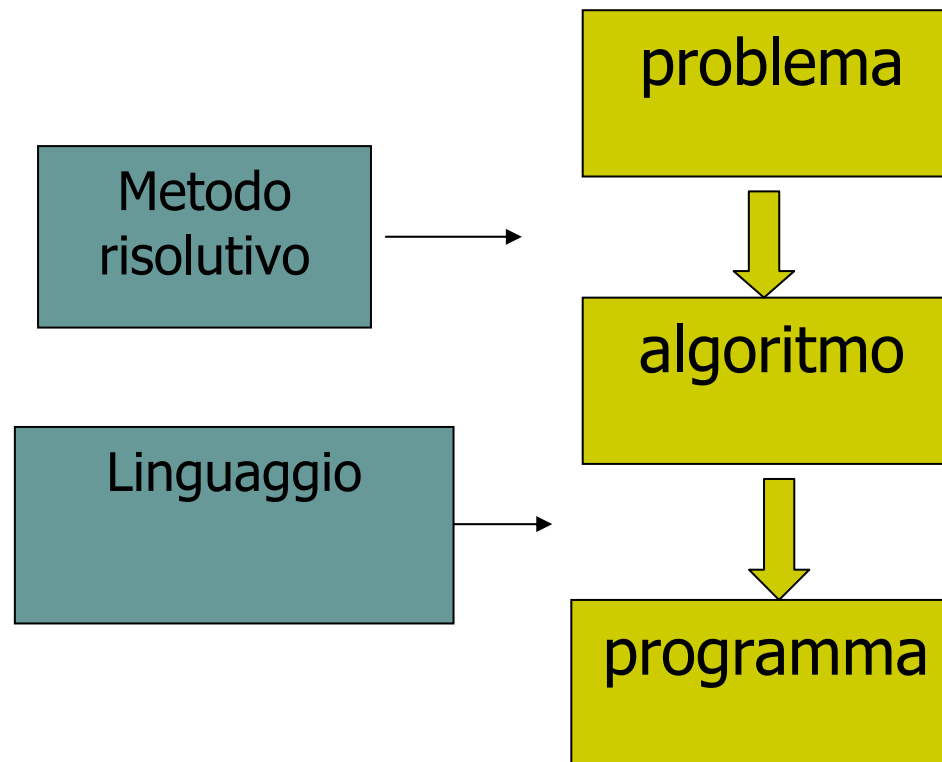 problema
Metodo
risolutivo
algoritmo
Linguaggio
programma